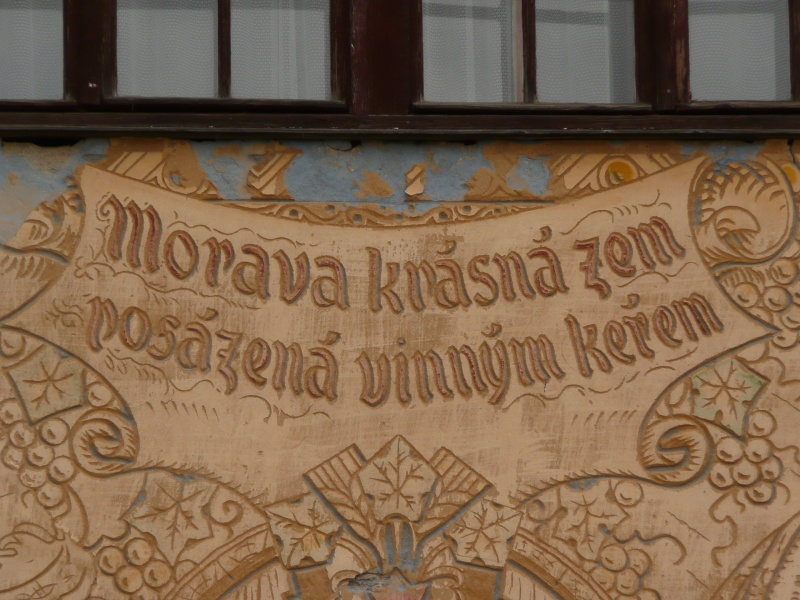 Morava krásná zem
posázená vinným keřem